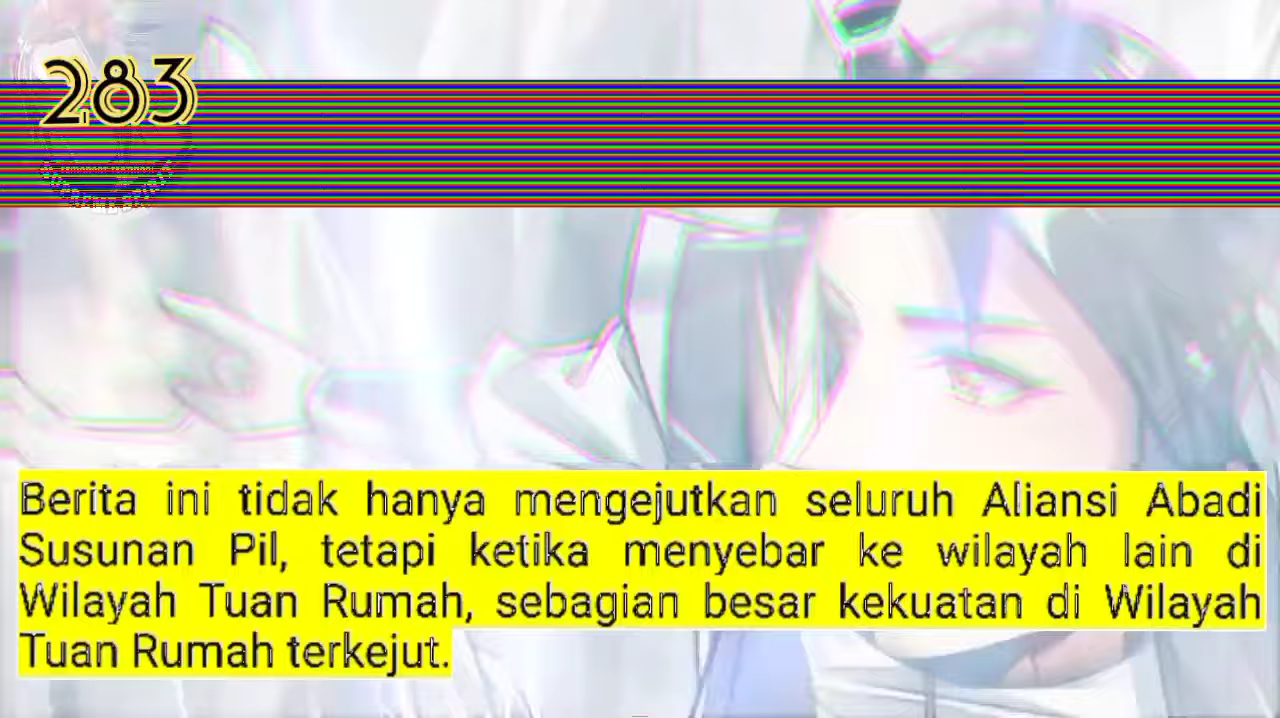 283
Berita ini tidak hanya mengejutkan seluruh Aliansi Abadi
Susunan Pil, tetapi ketika menyebar ke wilayah lain di
Wilayah Tuan Rumah, sebagian besar kekuatan di Wilayah
Tuan Rumah terkejut.